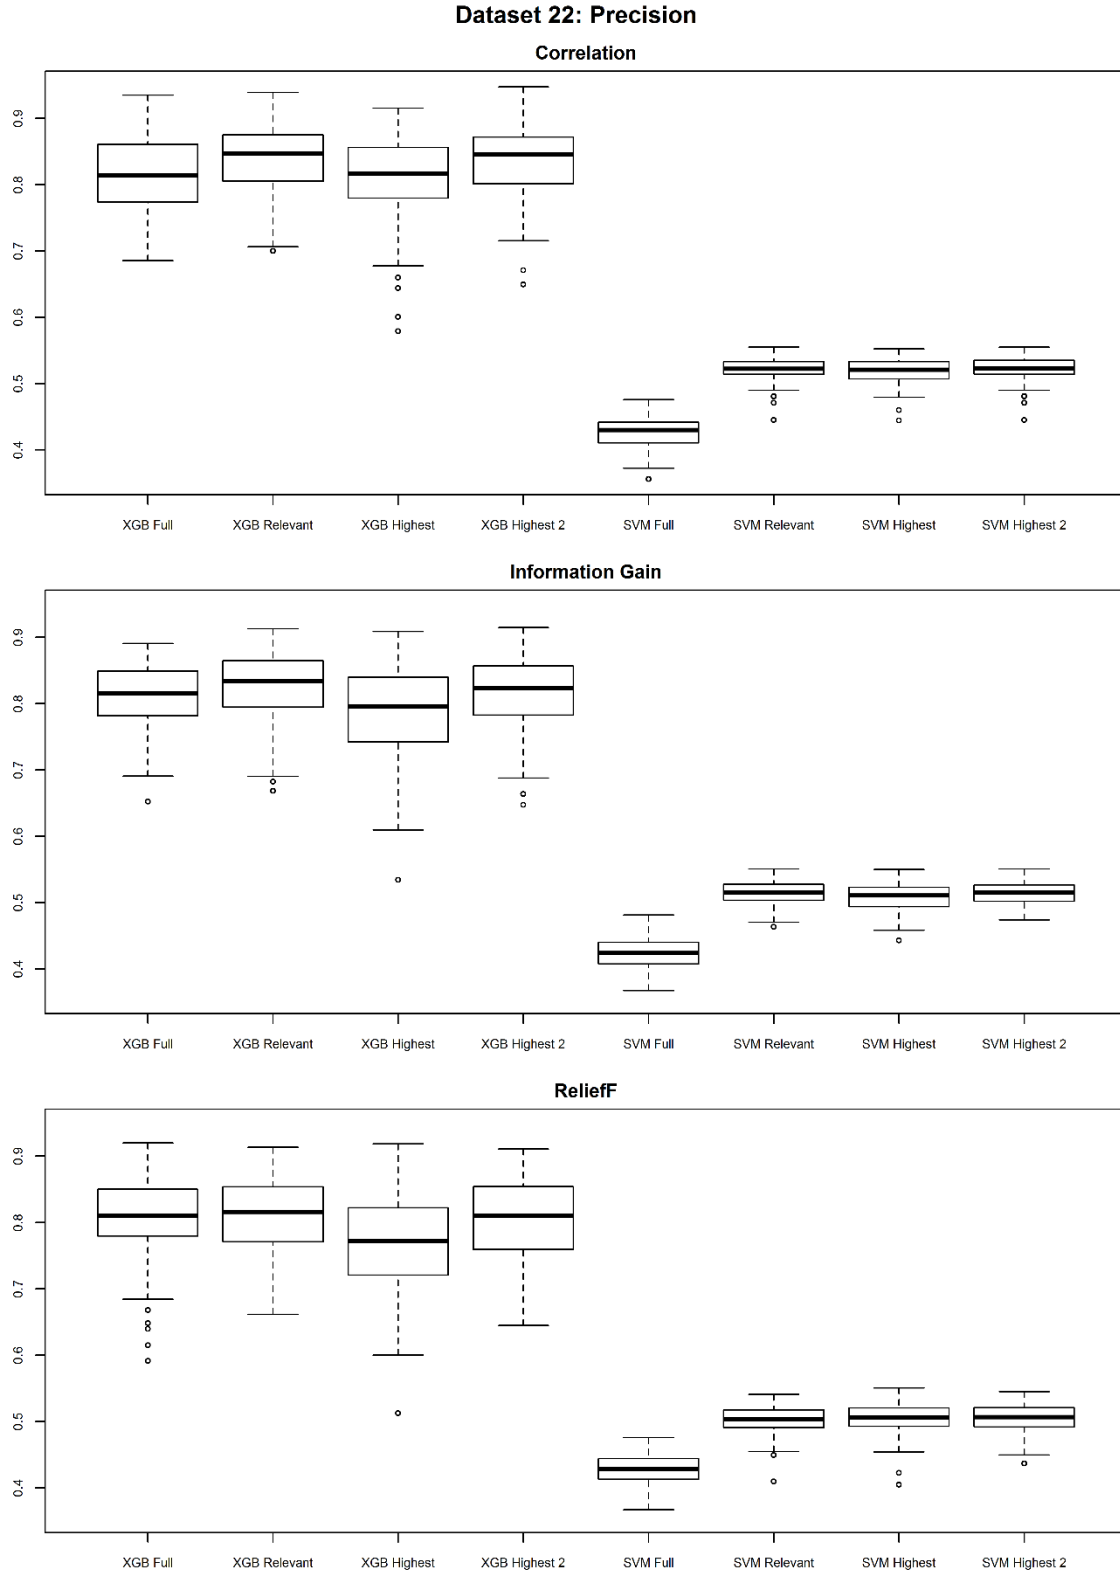 Dataset 22: Precision
Correlation
0.9
0.8
0.7
0.6
0.5
0.4
XGB Full XGB Relevant XGB Highest XGB Highest 2 SVM Full SVM Relevant SVM Highest SVM Highest 2
Information Gain
0.9
0.8
0.7
0.6
0.5
0.4
XGB Full XGB Relevant XGB Highest XGB Highest 2 SVM Full SVM Relevant SVM Highest SVM Highest 2
ReliefF
0.9
0.8
0.7
0.6
0.5
0.4
XGB Full XGB Relevant XGB Highest XGB Highest 2 SVM Full SVM Relevant SVM Highest SVM Highest 2